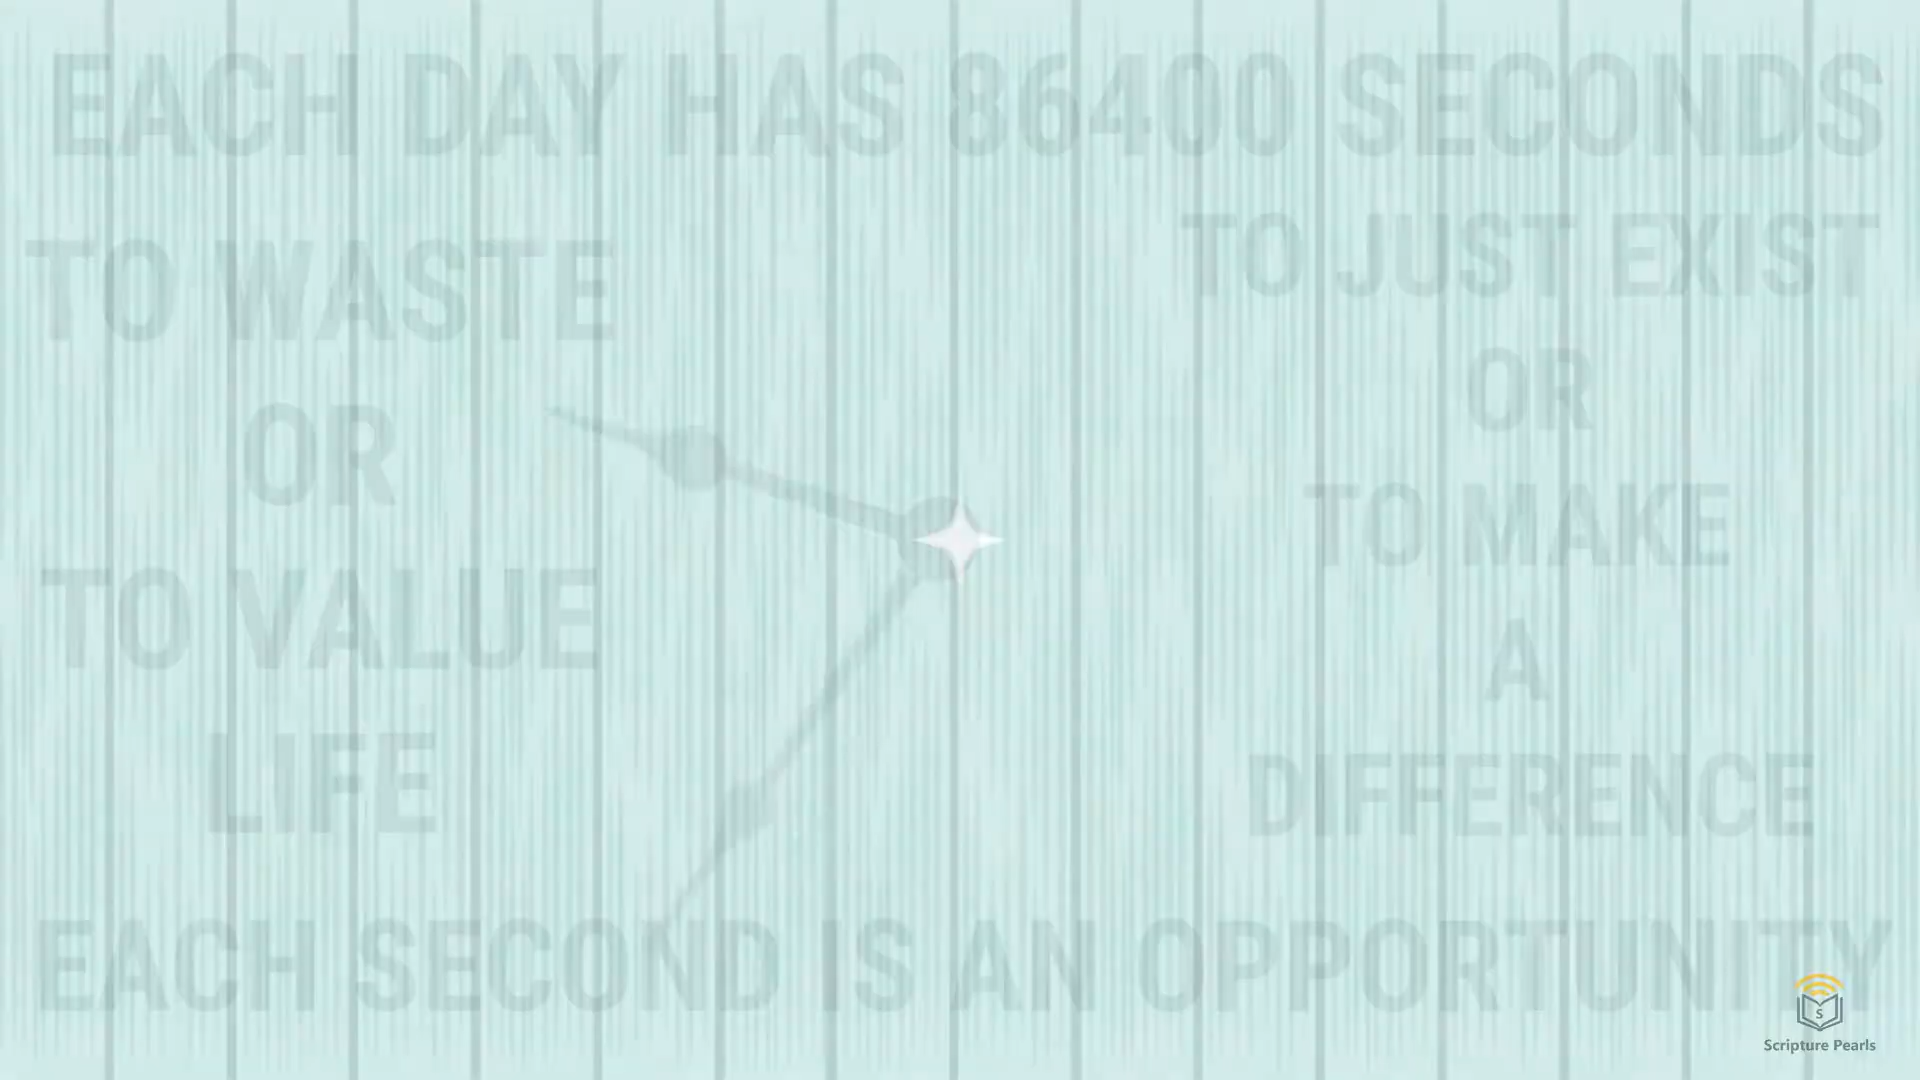 EACH DAY HAS 86400 SECONDS
TO WASTE
OR
TO VALUE
LIFE
TO JUST EXIST
OR
TO MAKE
A
DIFFERENCE
EACH SECOND IS AN OPPORTUNITY
S
Scripture Pearls